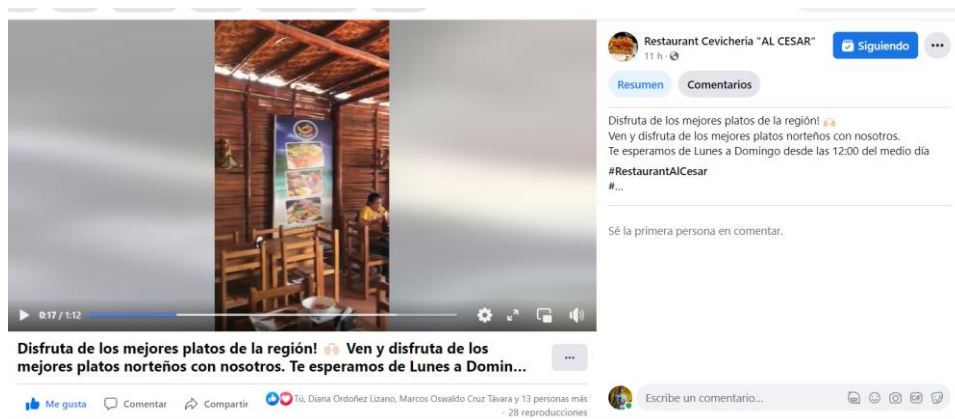 0:17 / 1:12
Disfruta de los mejores platos de la región! 🙌🏻 Ven y disfruta de los
mejores platos norteños con nosotros. Te esperamos de Lunes a Domin...
Me gusta
Comentar
Compartir
Tú, Diana Ordoñez Lizano, Marcos Oswaldo Cruz Távara y 13 personas más
· 28 reproducciones
Restaurant Cevicheria "AL CESAR"
11 h ·
Siguiendo
Resumen
Comentarios
Disfruta de los mejores platos de la región! 🙌🏻
Ven y disfruta de los mejores platos norteños con nosotros.
Te esperamos de Lunes a Domingo desde las 12:00 del medio día
#RestaurantAlCesar
#...
Sé la primera persona en comentar.
Escribe un comentario...
GIF